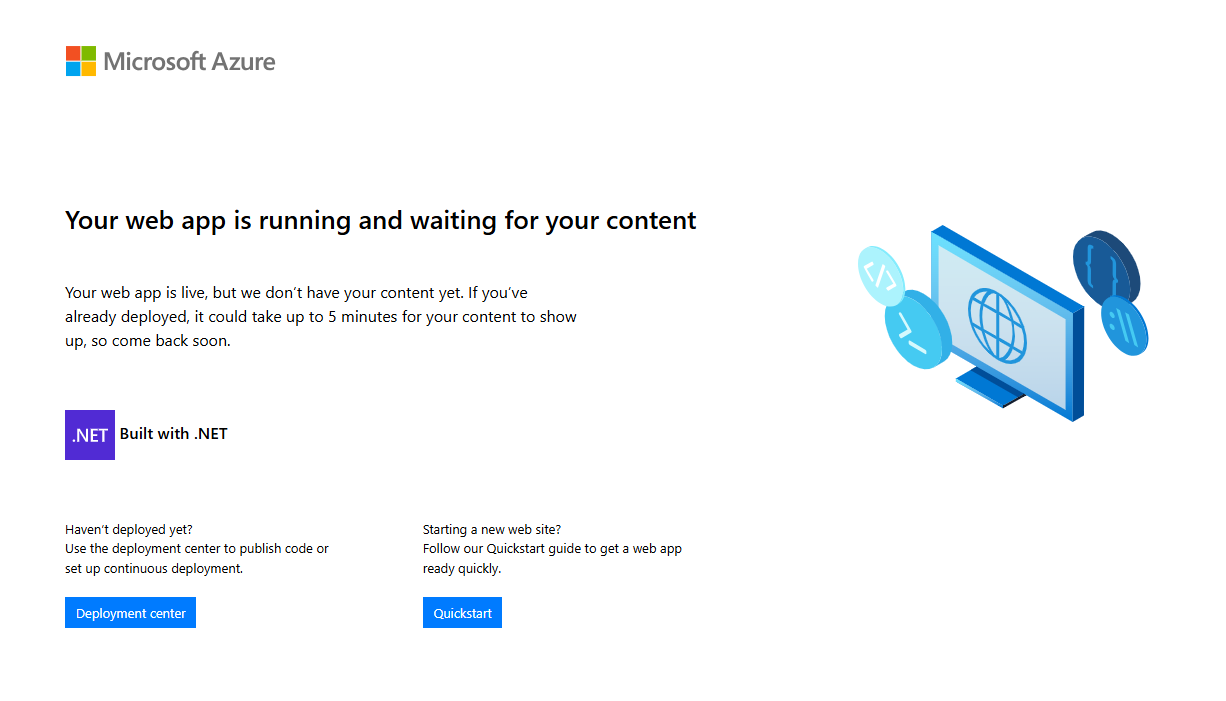 Microsoft Azure
Your web app is running and waiting for your content
Your web app is live, but we don’t have your content yet. If you’ve
already deployed, it could take up to 5 minutes for your content to show
up, so come back soon.
.NET Built with .NET
Haven’t deployed yet?
Use the deployment center to publish code or
set up continuous deployment.
Deployment center
Starting a new web site?
Follow our Quickstart guide to get a web app
ready quickly.
Quickstart